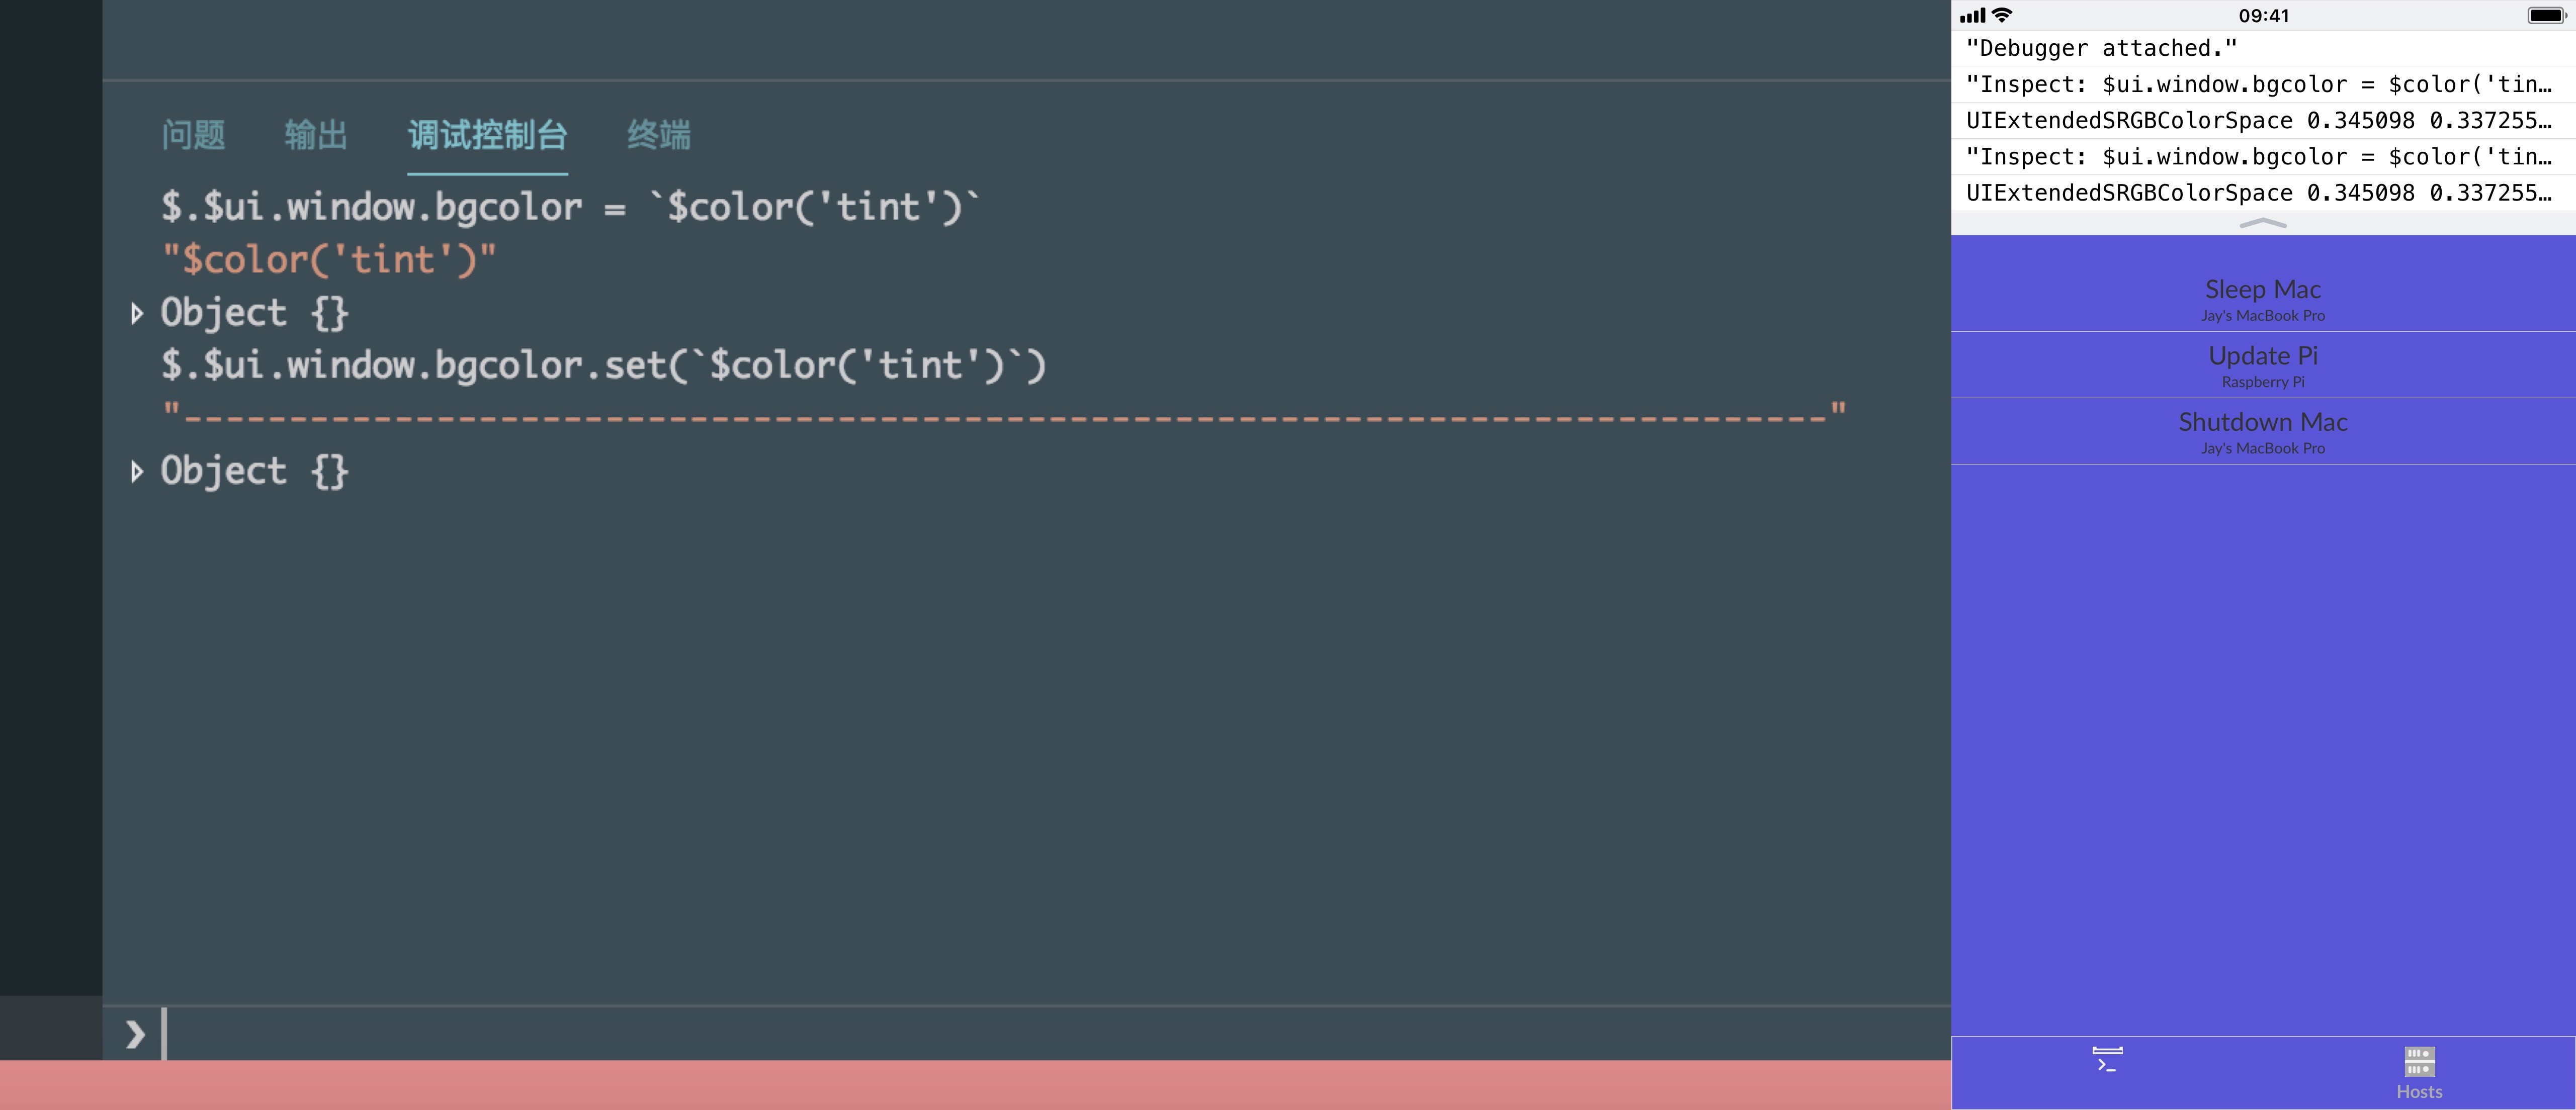 问题 输出 调试控制台 终端
$.$ui.window.bgcolor = `$color('tint')`
"$color('tint')"
Object {}
$.$ui.window.bgcolor.set(`$color('tint')`)
"-------------------------------------------------------------------------------"
Object {}
❯
09:41
"Debugger attached."
"Inspect: $ui.window.bgcolor = $color('tin…
UIExtendedSRGBColorSpace 0.345098 0.337255…
"Inspect: $ui.window.bgcolor = $color('tin…
UIExtendedSRGBColorSpace 0.345098 0.337255…
Sleep Mac
Jay's MacBook Pro
Update Pi
Raspberry Pi
Shutdown Mac
Jay's MacBook Pro
Hosts